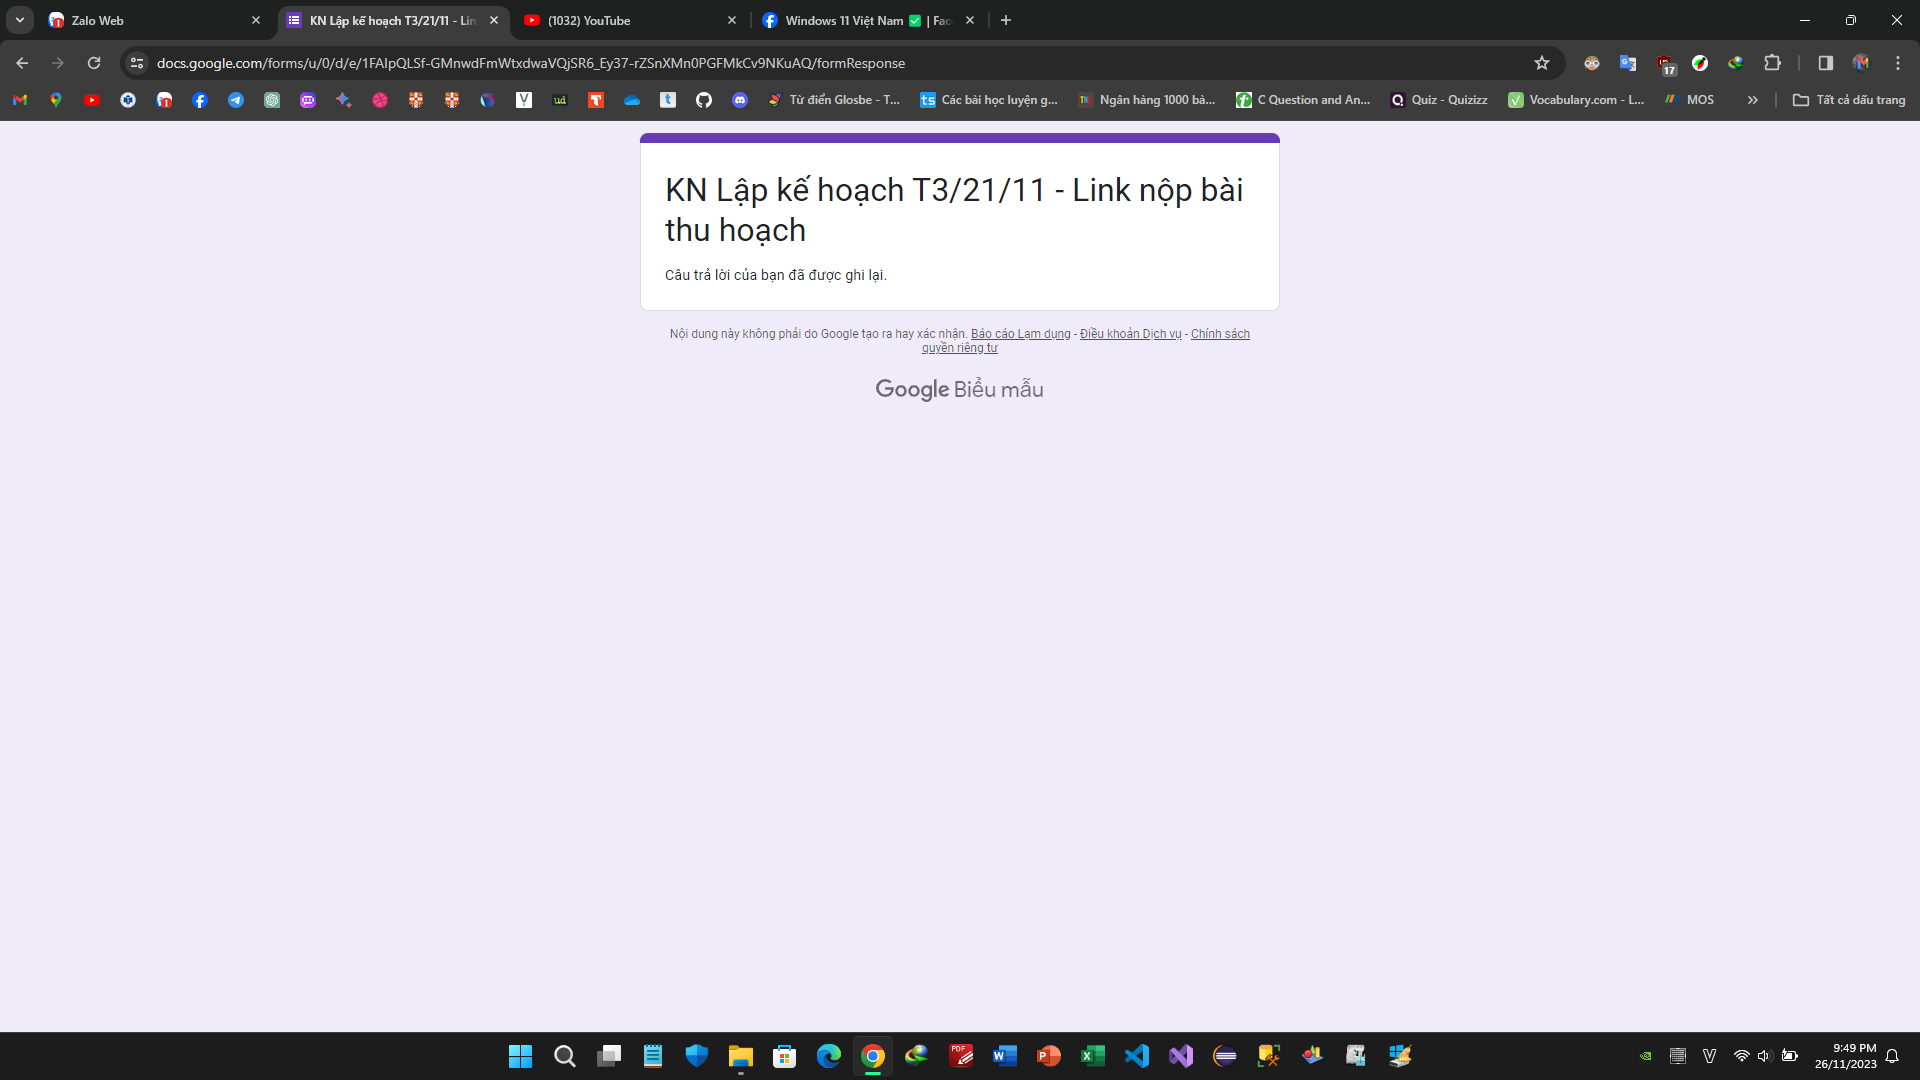 Zalo Web
KN Lập kế hoạch T3/21/11 - Lin
(1032) YouTube
Windows 11 Việt Nam ✅ | Fac
docs.google.com/forms/u/0/d/e/1FAIpQLSf-GMnwdFmWtxdwaVQjSR6_Ey37-rZSnXMn0PGFMkCv9NKuAQ/formResponse
17
Từ điển Glosbe - T...
Các bài học luyện g...
Ngân hàng 1000 bà...
C Question and An...
Quiz - Quizizz
Vocabulary.com - L...
MOS
Tất cả dấu trang
KN Lập kế hoạch T3/21/11 - Link nộp bài
thu hoạch
Câu trả lời của bạn đã được ghi lại.
Nội dung này không phải do Google tạo ra hay xác nhận. Báo cáo Lạm dụng - Điều khoản Dịch vụ - Chính sách
quyền riêng tư
Google Biểu mẫu
9:49 PM
26/11/2023